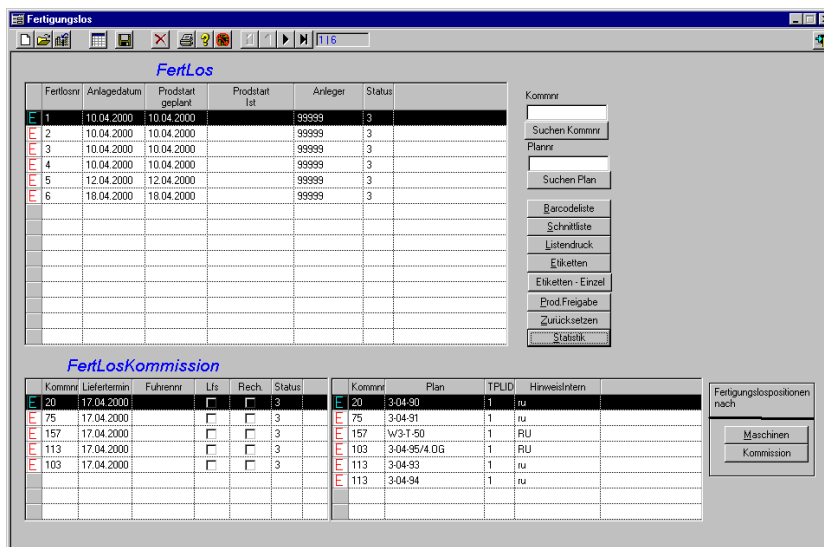 Fertigungslos
1|6
FertLos
Fertlosnr Anlagedatum Prodstart geplant Prodstart Ist Anleger Status
E 1 10.04.2000 10.04.2000 99999 3
E 2 10.04.2000 10.04.2000 99999 3
E 3 10.04.2000 10.04.2000 99999 3
E 4 10.04.2000 10.04.2000 99999 3
E 5 12.04.2000 12.04.2000 99999 3
E 6 18.04.2000 18.04.2000 99999 3
Kommnr
Suchen Kommnr
Plannr
Suchen Plan
Barcodeliste
Schnittliste
Listendruck
Etiketten
Etiketten - Einzel
Prod.Freigabe
Zurücksetzen
Statistik
FertLosKommission
Kommnr Liefertermin Fuhrennr Lfs Rech. Status
E 20 17.04.2000 3
E 75 17.04.2000 3
E 157 17.04.2000 3
E 113 17.04.2000 3
E 103 17.04.2000 3
Kommnr Plan TPLID HinweisIntern
E 20 3-04-90 1 ru
E 75 3-04-91 1 ru
E 157 W3-T-50 1 RU
E 103 3-04-95/4.OG 1 RU
E 113 3-04-93 1 ru
E 113 3-04-94 1 ru
Fertigungslospositionen
nach
Maschinen
Kommission